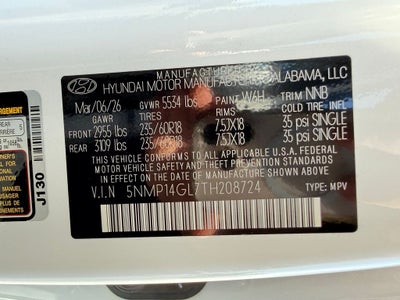 MANUFACTURED BY
HYUNDAI MOTOR MANUFACTURING ALABAMA, LLC
Mar/06/26 GVWR 5534 lbs PAINT W6H TRIM NNB
TIRES RIMS COLD TIRE INFL
FRONT 2955 lbs 235/60R18 7.5JX18 35 psi SINGLE
REAR 3109 lbs 235/60R18 7.5JX18 35 psi SINGLE
THIS VEHICLE CONFORMS TO ALL APPLICABLE U.S.A. FEDERAL
MOTOR VEHICLE SAFETY AND THEFT PREVENTION STANDARDS
IN EFFECT ON THE DATE OF MANUFACTURE SHOWN ABOVE.
V.I.N 5NMP14GL7TH208724 TYPE: MPV
J130
REAR
ARRIÈRE